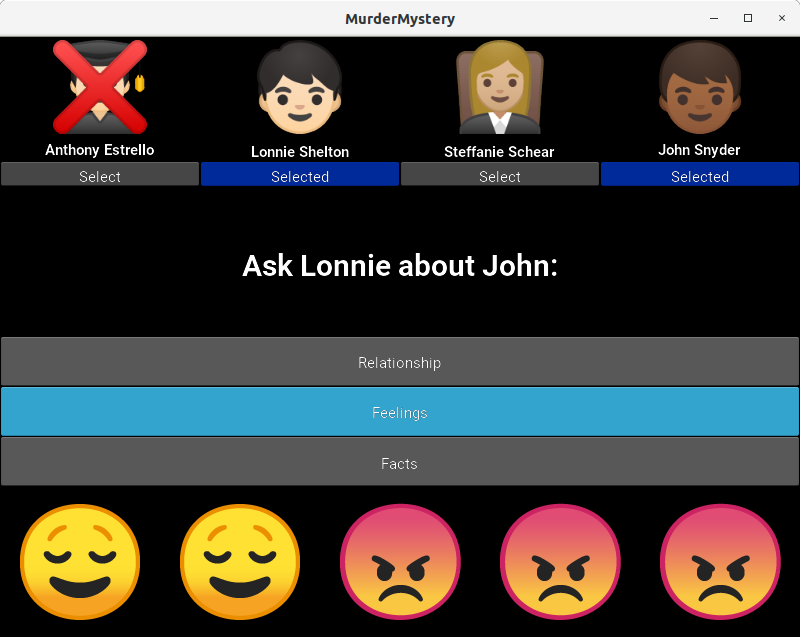 MurderMystery
Anthony Estrello
Lonnie Shelton
Steffanie Schear
John Snyder
Select
Selected
Select
Selected
Ask Lonnie about John:
Relationship
Feelings
Facts